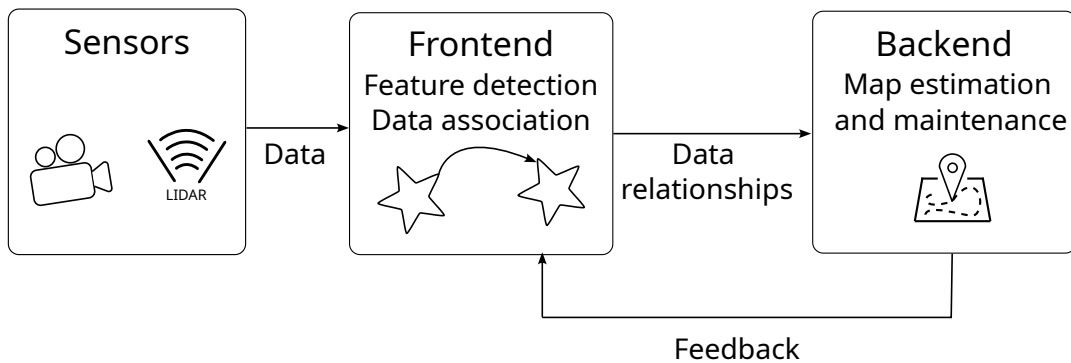 Sensors
LIDAR
Data
Frontend
Feature detection
Data association
Data
relationships
Backend
Map estimation
and maintenance
Feedback